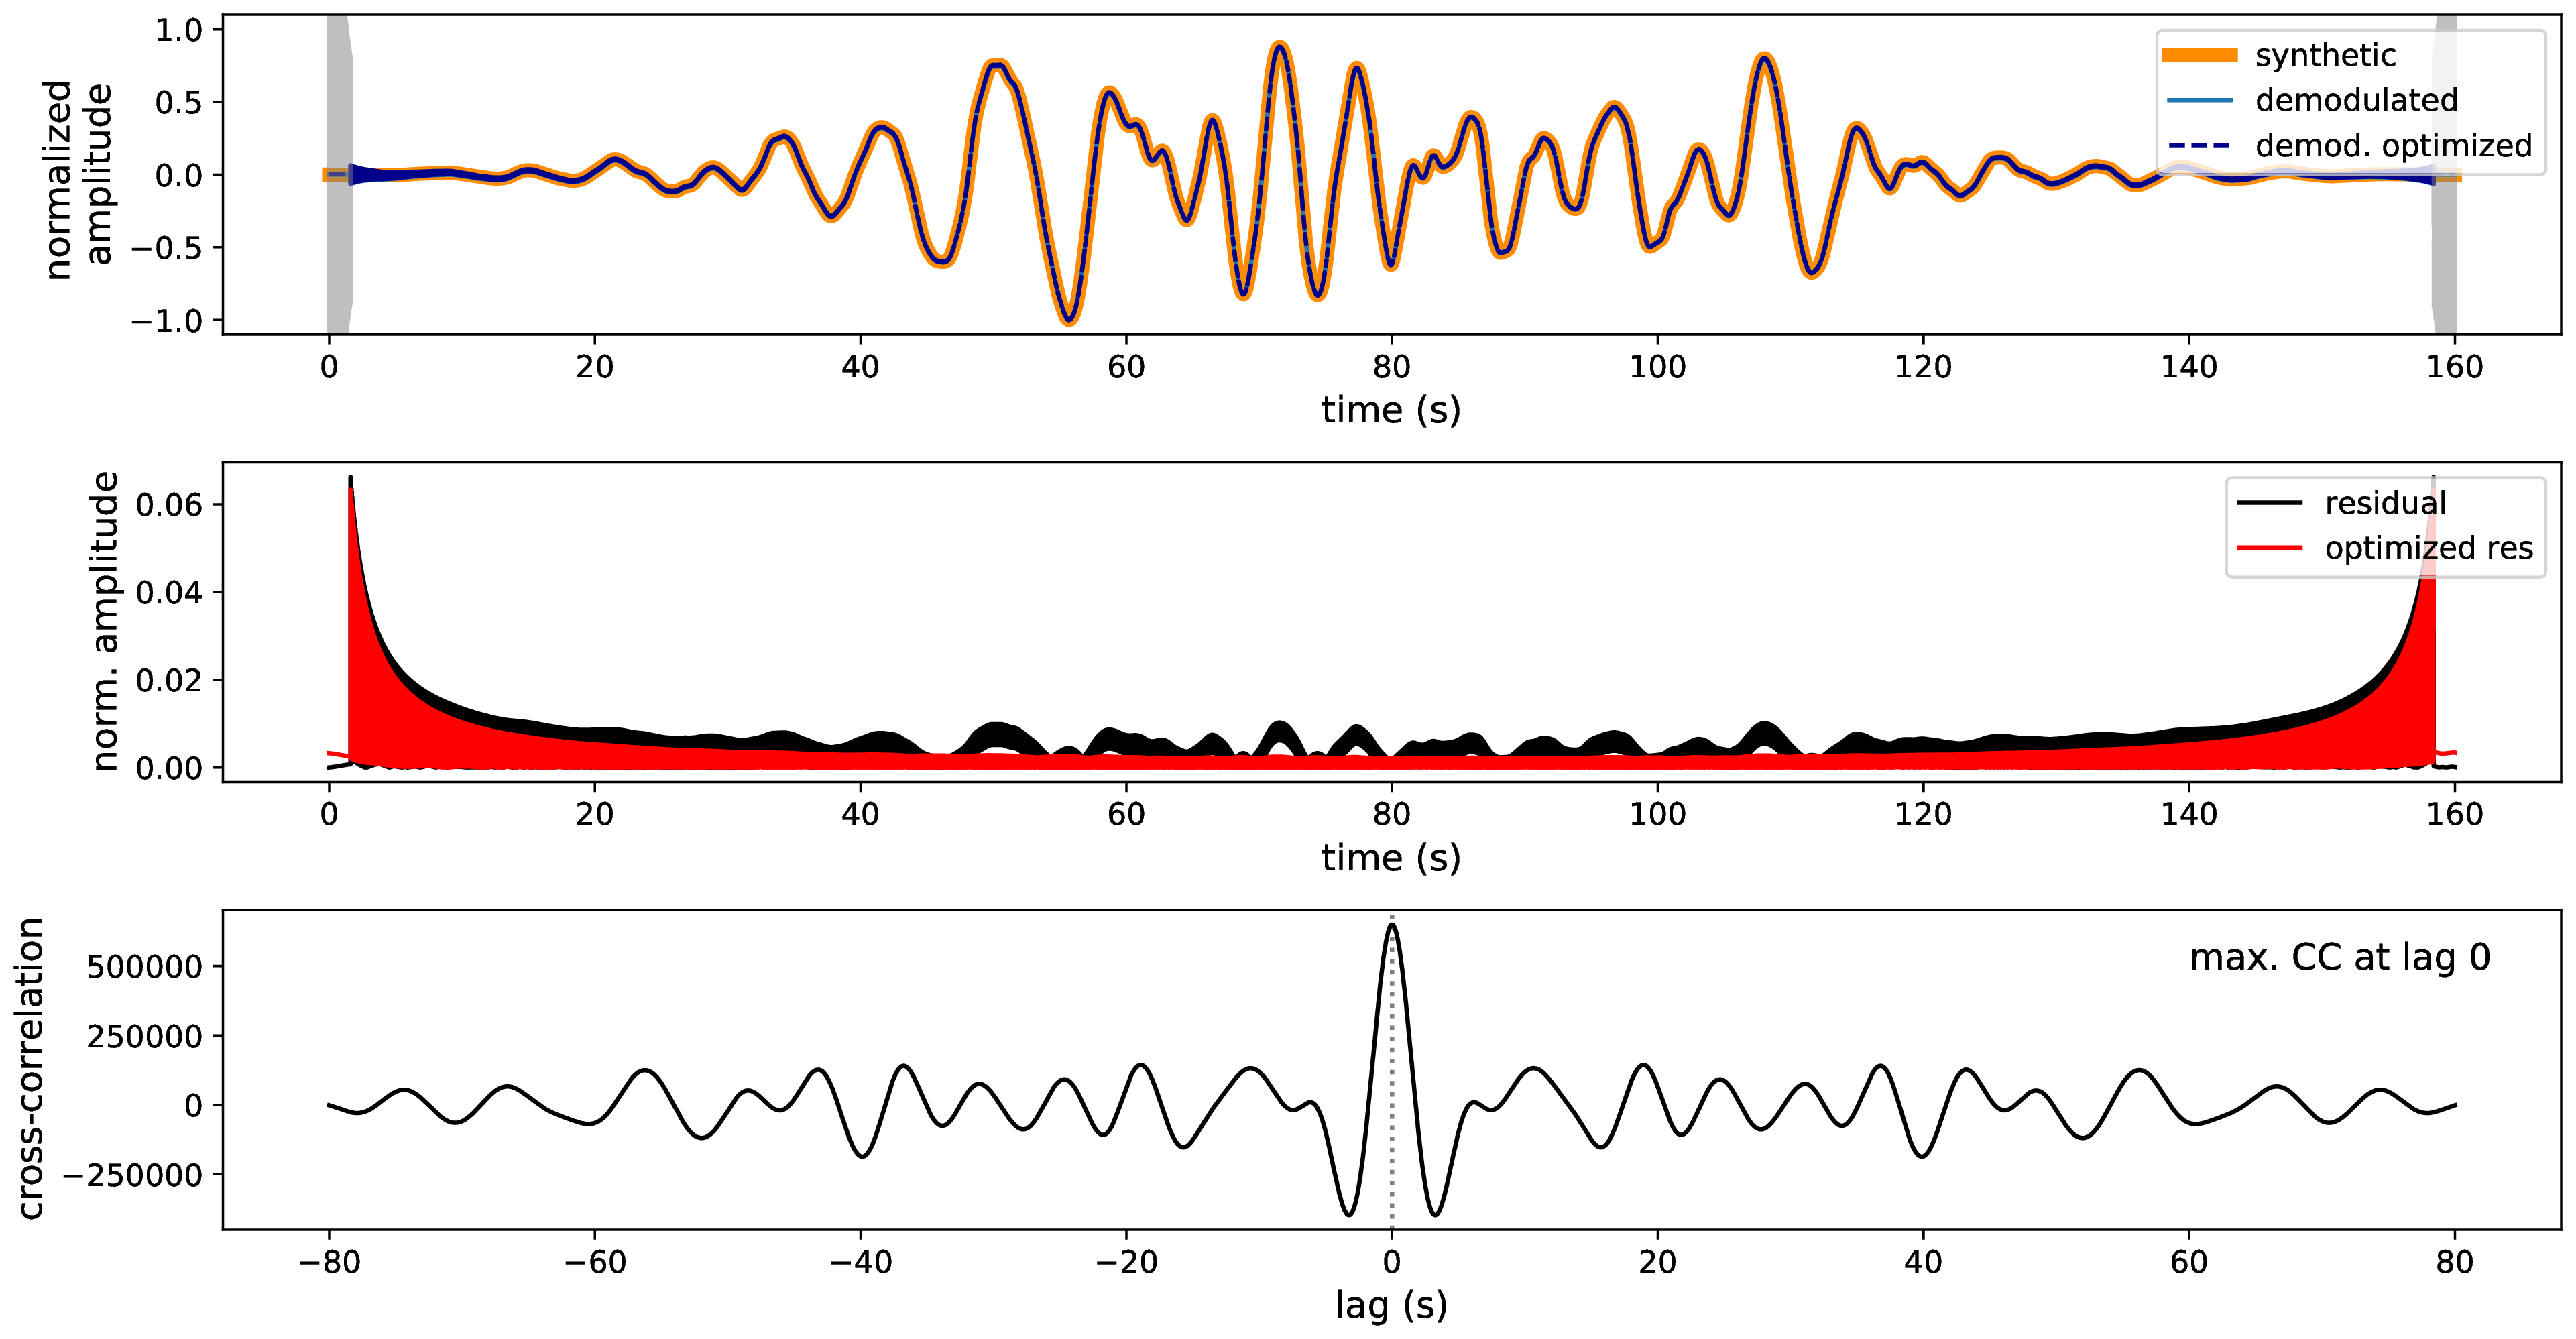 normalized
amplitude
1.0
0.5
0.0
−0.5
−1.0
synthetic
demodulated
demod. optimized
0 20 40 60 80 100 120 140 160
time (s)
norm. amplitude
0.06
0.04
0.02
0.00
residual
optimized res
0 20 40 60 80 100 120 140 160
time (s)
cross-correlation
500000
250000
0
−250000
max. CC at lag 0
−80 −60 −40 −20 0 20 40 60 80
lag (s)